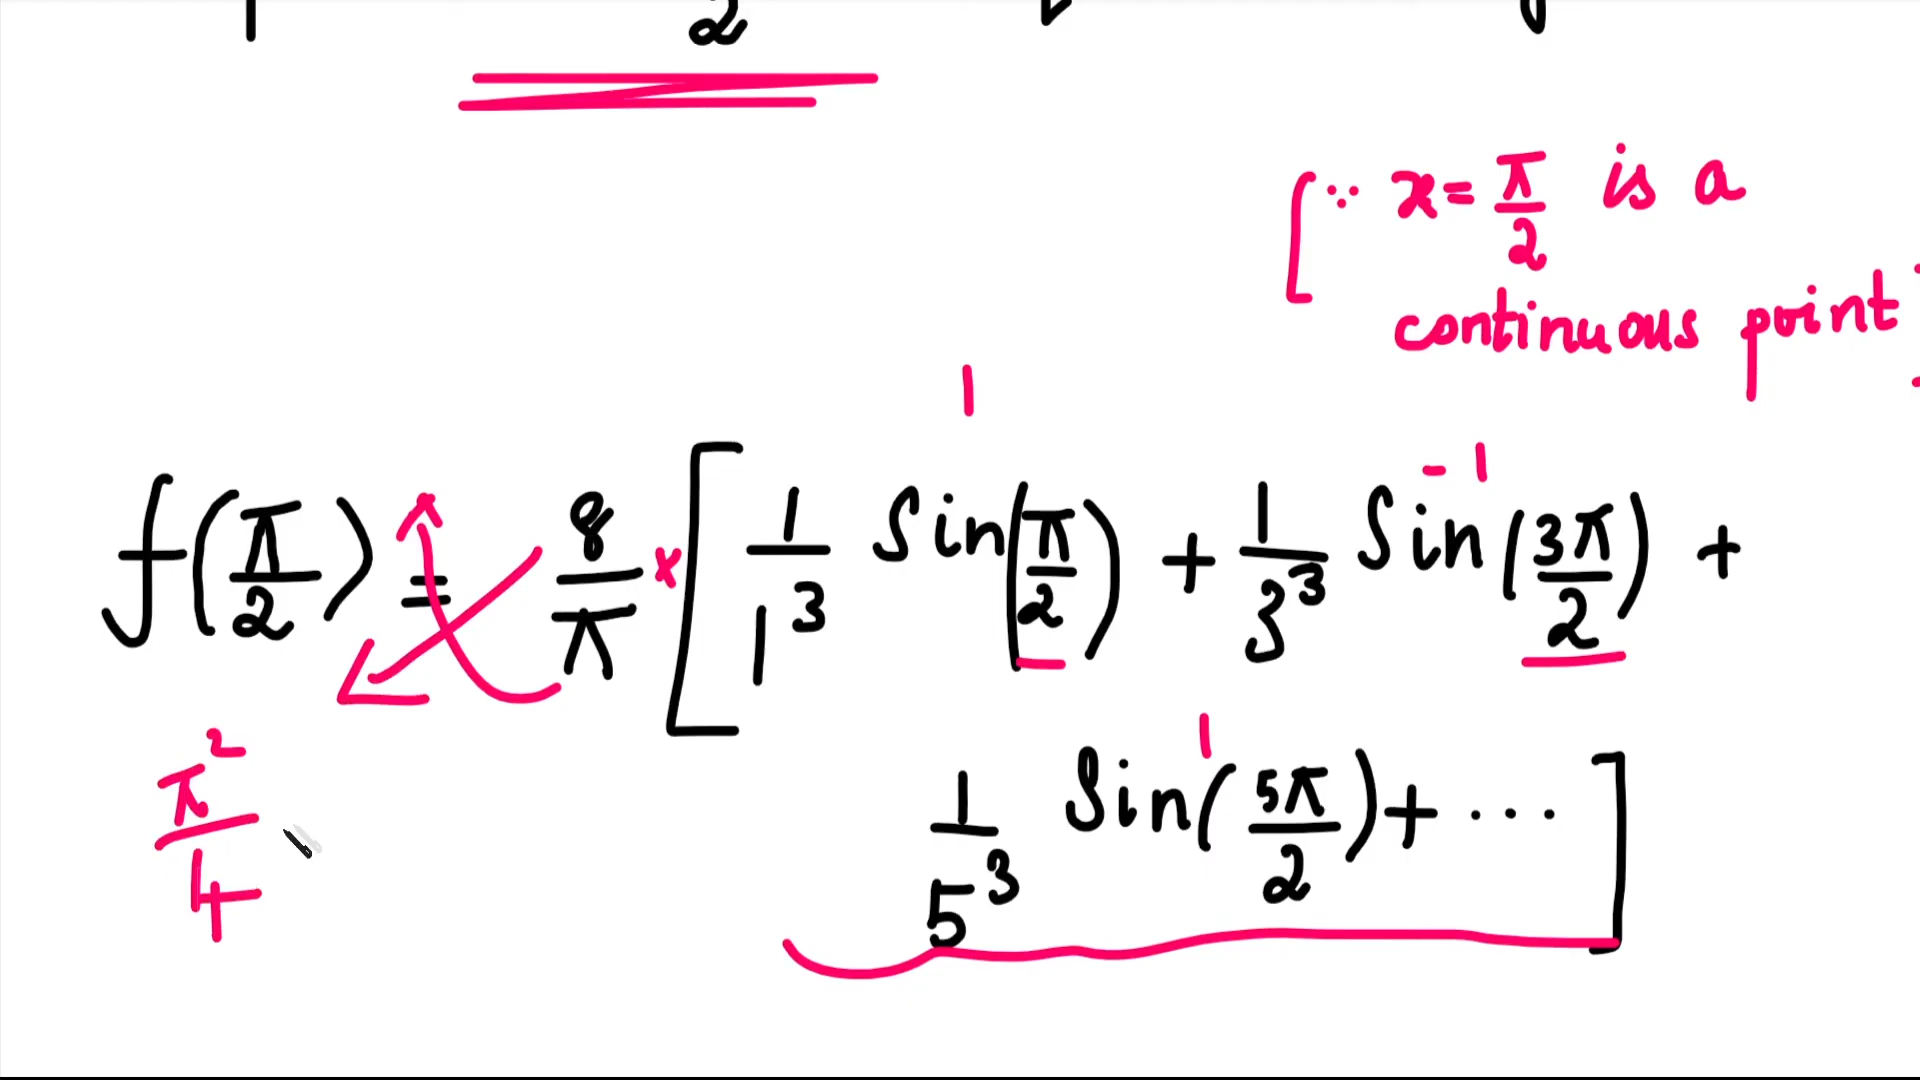 2
[∵ x = π/2 is a
continuous point]
1
-1
f(π/2) = 8/π × [1/1³ Sin(π/2) + 1/3³ Sin(3π/2) +
1
1/5³ Sin(5π/2) + ...]
π²/4